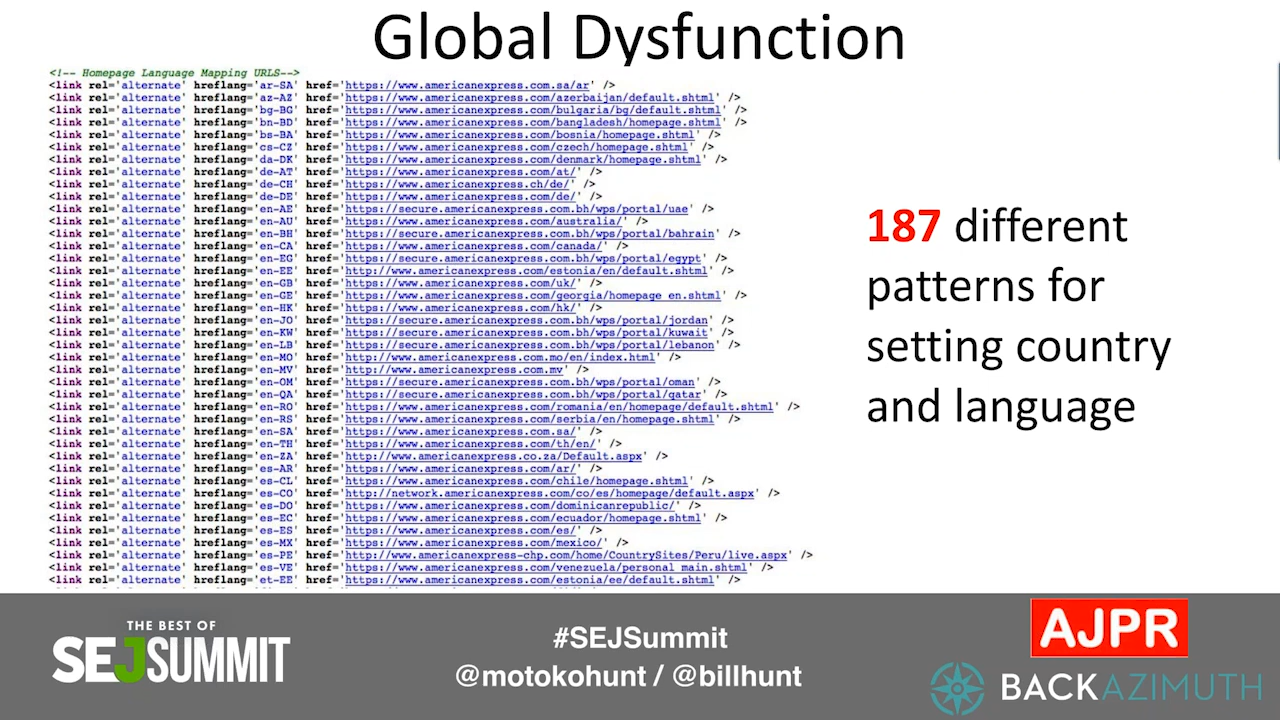 Global Dysfunction
<!-- Homepage Language Mapping URLS-->
<link rel='alternate' hreflang='ar-SA' href='https://www.americanexpress.com.sa/ar' />
<link rel='alternate' hreflang='az-AZ' href='https://www.americanexpress.com/azerbaijan/default.shtml' />
<link rel='alternate' hreflang='bg-BG' href='https://www.americanexpress.com/bulgaria/bg/default.shtml' />
<link rel='alternate' hreflang='bn-BD' href='https://www.americanexpress.com/bangladesh/homepage.shtml' />
<link rel='alternate' hreflang='bs-BA' href='https://www.americanexpress.com/bosnia/homepage.shtml' />
<link rel='alternate' hreflang='cs-CZ' href='https://www.americanexpress.com/czech/homepage.shtml' />
<link rel='alternate' hreflang='da-DK' href='https://www.americanexpress.com/denmark/homepage.shtml' />
<link rel='alternate' hreflang='de-AT' href='https://www.americanexpress.com/at/' />
<link rel='alternate' hreflang='de-CH' href='https://www.americanexpress.ch/de/' />
<link rel='alternate' hreflang='de-DE' href='https://www.americanexpress.com/de/' />
<link rel='alternate' hreflang='en-AE' href='https://secure.americanexpress.com.bh/wps/portal/uae' />
<link rel='alternate' hreflang='en-AU' href='https://www.americanexpress.com/australia/' />
<link rel='alternate' hreflang='en-BH' href='https://secure.americanexpress.com.bh/wps/portal/bahrain' />
<link rel='alternate' hreflang='en-CA' href='https://www.americanexpress.com/canada/' />
<link rel='alternate' hreflang='en-EG' href='https://secure.americanexpress.com.bh/wps/portal/egypt' />
<link rel='alternate' hreflang='en-EE' href='http://www.americanexpress.com/estonia/en/default.shtml' />
<link rel='alternate' hreflang='en-GB' href='https://www.americanexpress.com/uk/' />
<link rel='alternate' hreflang='en-GE' href='https://www.americanexpress.com/georgia/homepage_en.shtml' />
<link rel='alternate' hreflang='en-HK' href='https://www.americanexpress.com/hk/' />
<link rel='alternate' hreflang='en-JO' href='https://secure.americanexpress.com.bh/wps/portal/jordan' />
<link rel='alternate' hreflang='en-KW' href='https://secure.americanexpress.com.bh/wps/portal/kuwait' />
<link rel='alternate' hreflang='en-LB' href='https://secure.americanexpress.com.bh/wps/portal/lebanon' />
<link rel='alternate' hreflang='en-MO' href='http://www.americanexpress.com.mo/en/index.html' />
<link rel='alternate' hreflang='en-MV' href='http://www.americanexpress.com.mv' />
<link rel='alternate' hreflang='en-OM' href='https://secure.americanexpress.com.bh/wps/portal/oman' />
<link rel='alternate' hreflang='en-QA' href='https://secure.americanexpress.com.bh/wps/portal/qatar' />
<link rel='alternate' hreflang='en-RO' href='https://www.americanexpress.com/romania/en/homepage/default.shtml' />
<link rel='alternate' hreflang='en-RS' href='https://www.americanexpress.com/serbia/en/homepage.shtml' />
<link rel='alternate' hreflang='en-SA' href='https://www.americanexpress.com.sa/' />
<link rel='alternate' hreflang='en-TH' href='https://www.americanexpress.com/th/en/' />
<link rel='alternate' hreflang='en-ZA' href='http://www.americanexpress.co.za/Default.aspx' />
<link rel='alternate' hreflang='es-AR' href='https://www.americanexpress.com/ar/' />
<link rel='alternate' hreflang='es-CL' href='https://www.americanexpress.com/chile/homepage.shtml' />
<link rel='alternate' hreflang='es-CO' href='http://network.americanexpress.com/co/es/homepage/default.aspx' />
<link rel='alternate' hreflang='es-DO' href='https://www.americanexpress.com/dominicanrepublic/' />
<link rel='alternate' hreflang='es-EC' href='https://www.americanexpress.com/ecuador/homepage.shtml' />
<link rel='alternate' hreflang='es-ES' href='https://www.americanexpress.com/es/' />
<link rel='alternate' hreflang='es-MX' href='https://www.americanexpress.com/mexico/' />
<link rel='alternate' hreflang='es-PE' href='http://www.americanexpress-chp.com/home/CountrySites/Peru/live.aspx' />
<link rel='alternate' hreflang='es-VE' href='http://www.americanexpress.com/venezuela/personal_main.shtml' />
<link rel='alternate' hreflang='et-EE' href='http://www.americanexpress.com/estonia/ee/default.shtml' />
187 different
patterns for
setting country
and language
THE BEST OF
SEJSUMMIT
#SEJSummit
@motokohunt / @billhunt
AJPR
BACKAZIMUTH